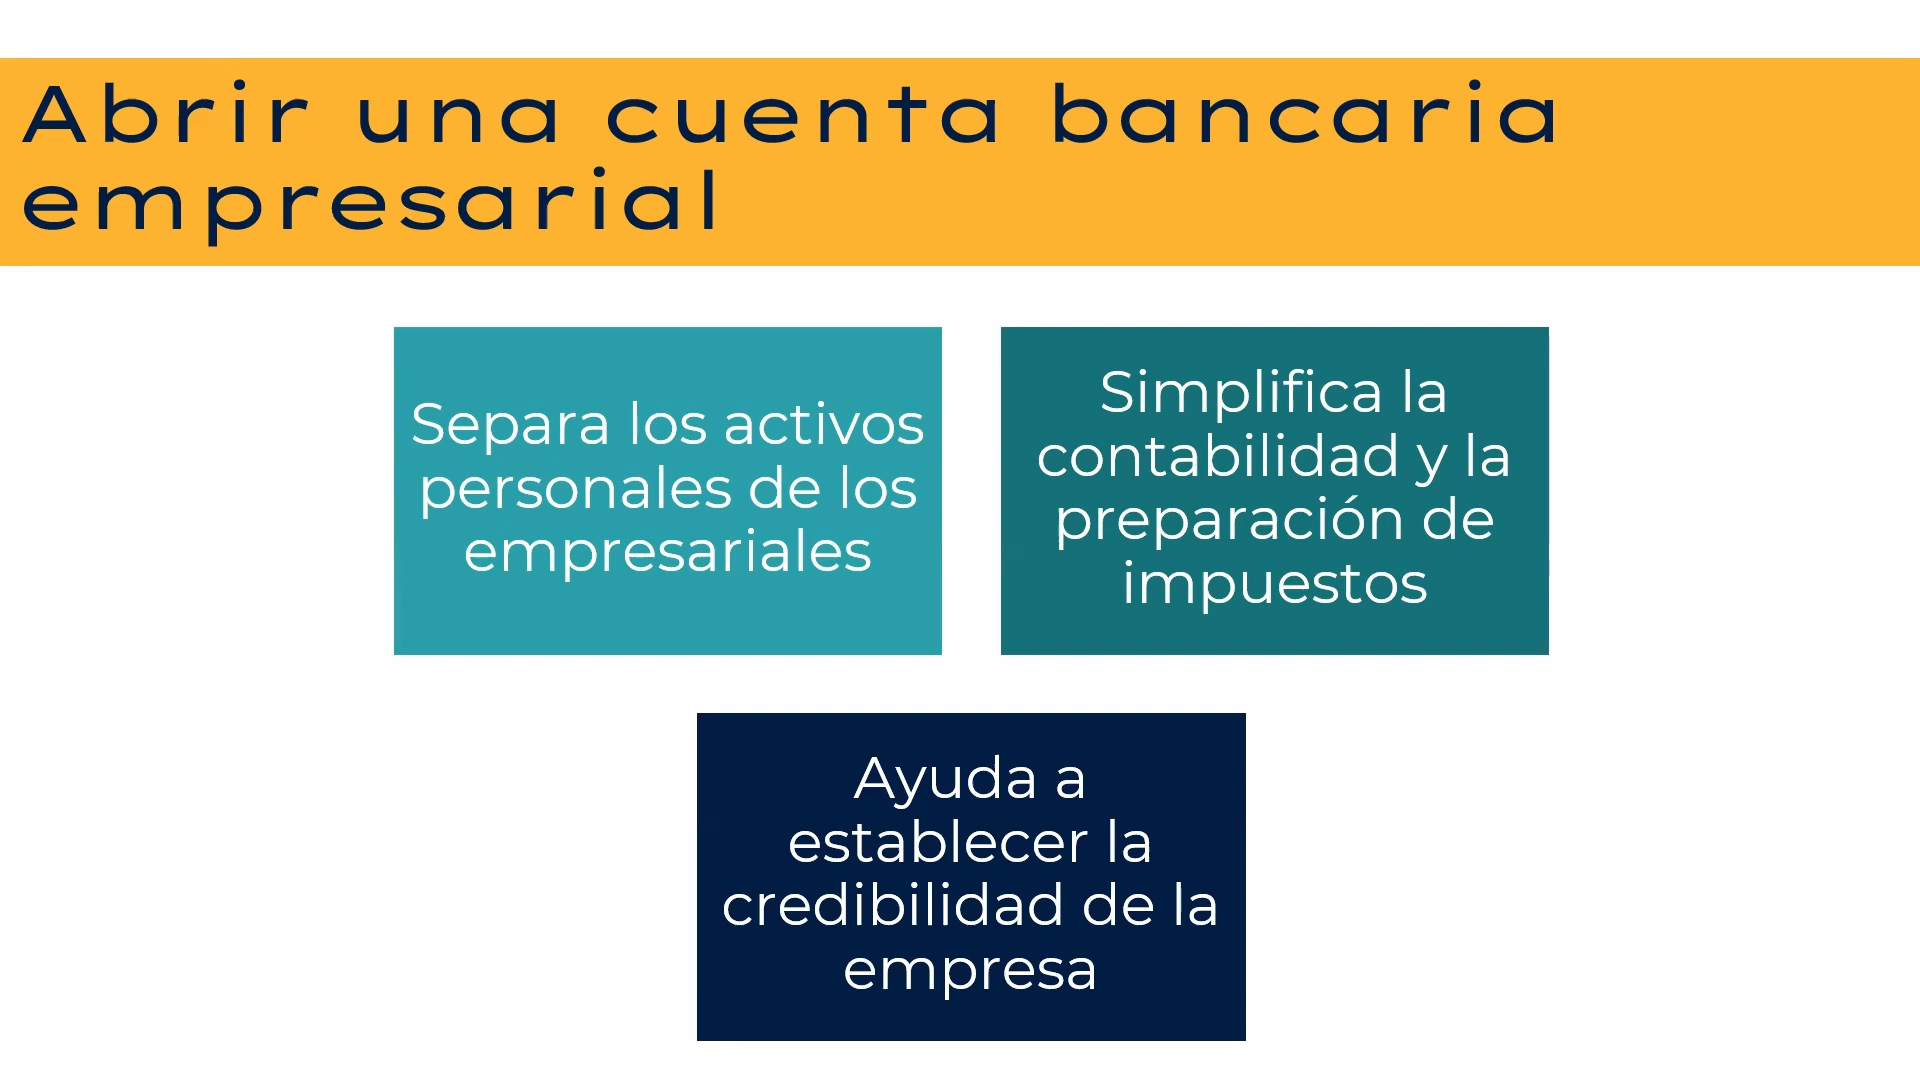 Abrir una cuenta bancaria
empresarial
Separa los activos
personales de los
empresariales
Simplifica la
contabilidad y la
preparación de
impuestos
Ayuda a
establecer la
credibilidad de la
empresa